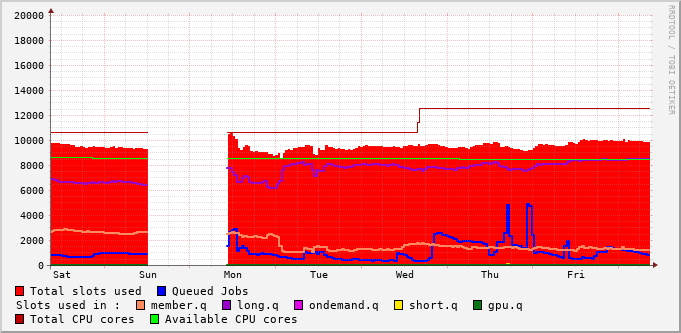 RRDTOOL / TOBI OETIKER
20000
18000
16000
14000
12000
10000
8000
6000
4000
2000
0
Sat Sun Mon Tue Wed Thu Fri
Total slots used Queued Jobs
Slots used in : member.q long.q ondemand.q short.q gpu.q
Total CPU cores Available CPU cores